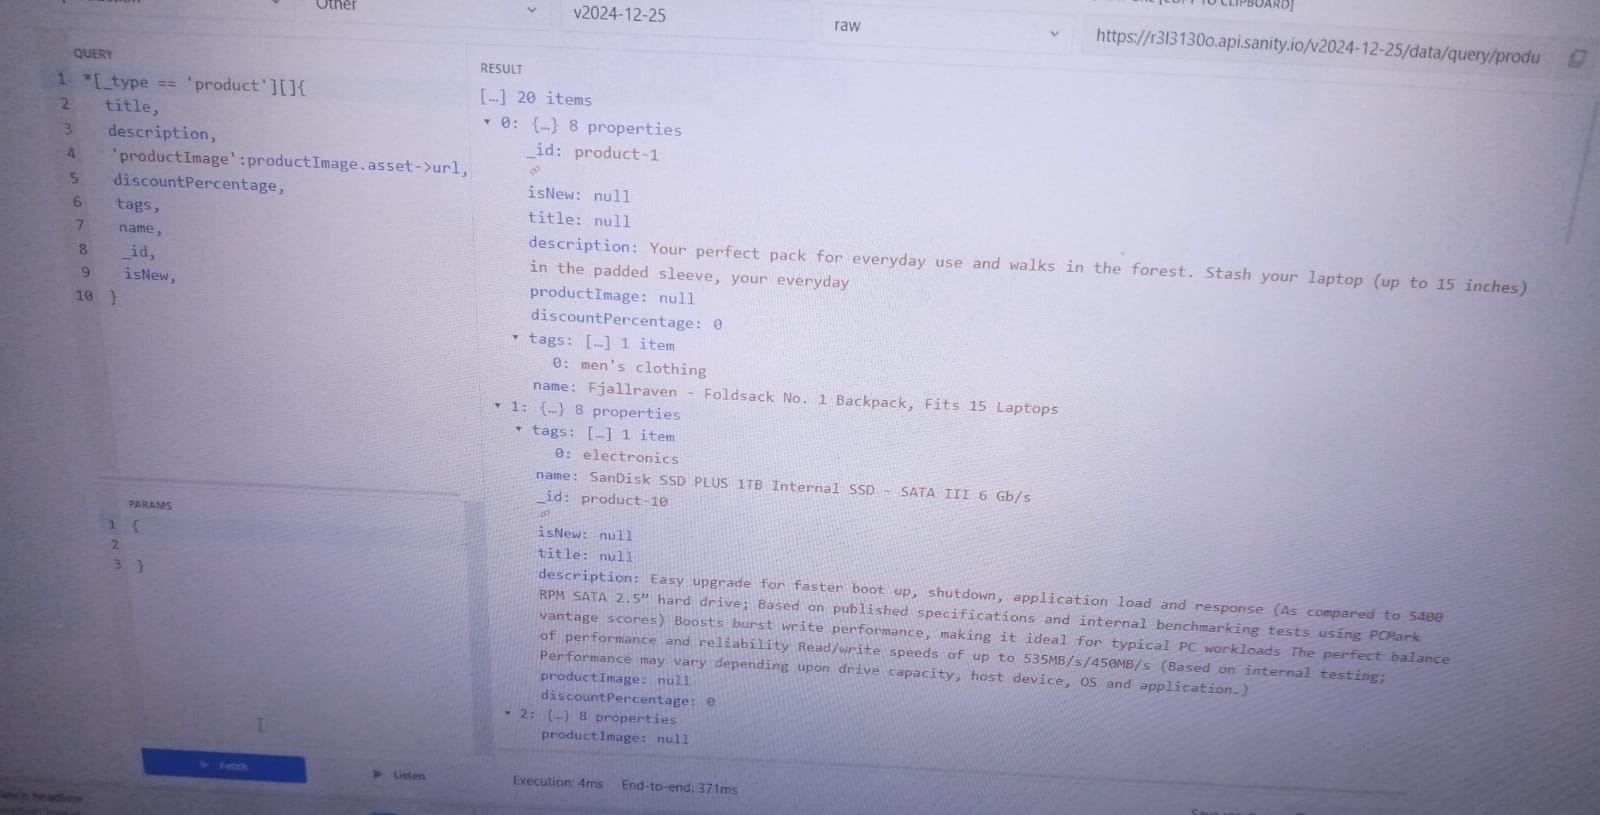 Other
v2024-12-25
raw
https://r3l3130o.api.sanity.io/v2024-12-25/data/query/produ
QUERY
1 *[_type == 'product'][]{
2 title,
3 description,
4 'productImage':productImage.asset->url,
5 discountPercentage,
6 tags,
7 name,
8 _id,
9 isNew,
10 }
PARAMS
1 {
2
3 }
Fetch
Listen
RESULT
[…] 20 items
0: {…} 8 properties
_id: product-1
isNew: null
title: null
description: Your perfect pack for everyday use and walks in the forest. Stash your laptop (up to 15 inches)
in the padded sleeve, your everyday
productImage: null
discountPercentage: 0
tags: […] 1 item
0: men's clothing
name: Fjallraven - Foldsack No. 1 Backpack, Fits 15 Laptops
1: {…} 8 properties
tags: […] 1 item
0: electronics
name: SanDisk SSD PLUS 1TB Internal SSD - SATA III 6 Gb/s
_id: product-10
isNew: null
title: null
description: Easy upgrade for faster boot up, shutdown, application load and response (As compared to 5400
RPM SATA 2.5” hard drive; Based on published specifications and internal benchmarking tests using PCMark
vantage scores) Boosts burst write performance, making it ideal for typical PC workloads The perfect balance
of performance and reliability Read/write speeds of up to 535MB/s/450MB/s (Based on internal testing;
Performance may vary depending upon drive capacity, host device, OS and application.)
productImage: null
discountPercentage: 0
2: {…} 8 properties
productImage: null
Execution: 4ms
End-to-end: 371ms